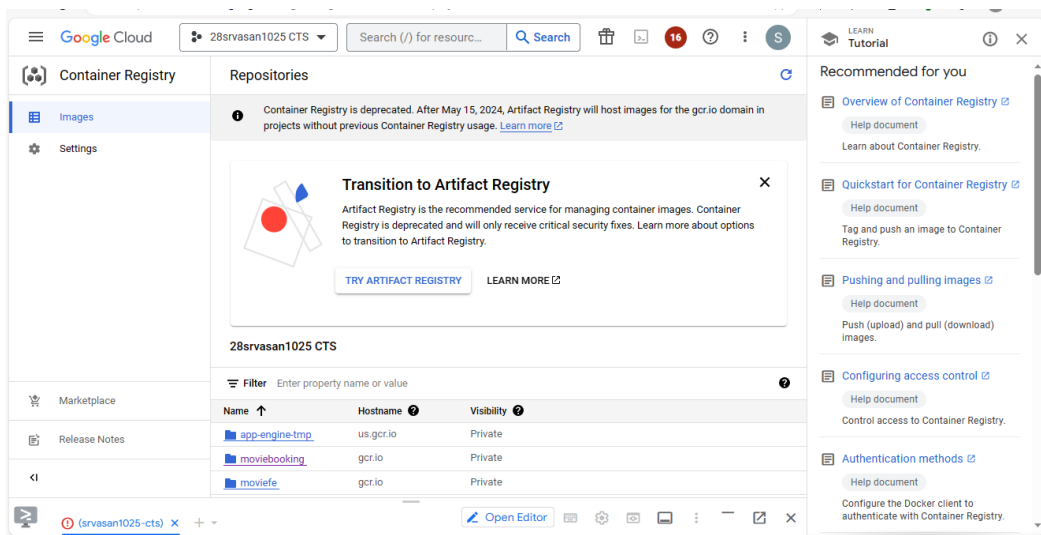 Google Cloud
28srvasan1025 CTS
Search (/) for resourc...
Search
16
S
LEARN
Tutorial
Container Registry
Images
Settings
Marketplace
Release Notes
Repositories
Container Registry is deprecated. After May 15, 2024, Artifact Registry will host images for the gcr.io domain in
projects without previous Container Registry usage. Learn more
Transition to Artifact Registry
Artifact Registry is the recommended service for managing container images. Container
Registry is deprecated and will only receive critical security fixes. Learn more about options
to transition to Artifact Registry.
TRY ARTIFACT REGISTRY LEARN MORE
28srvasan1025 CTS
Filter Enter property name or value
Name Hostname Visibility
app-engine-tmp us.gcr.io Private
moviebooking gcr.io Private
moviefe gcr.io Private
(srvasan1025-cts)
Open Editor
Recommended for you
Overview of Container Registry
Help document
Learn about Container Registry.
Quickstart for Container Registry
Help document
Tag and push an image to Container
Registry.
Pushing and pulling images
Help document
Push (upload) and pull (download)
images.
Configuring access control
Help document
Control access to Container Registry.
Authentication methods
Help document
Configure the Docker client to
authenticate with Container Registry.